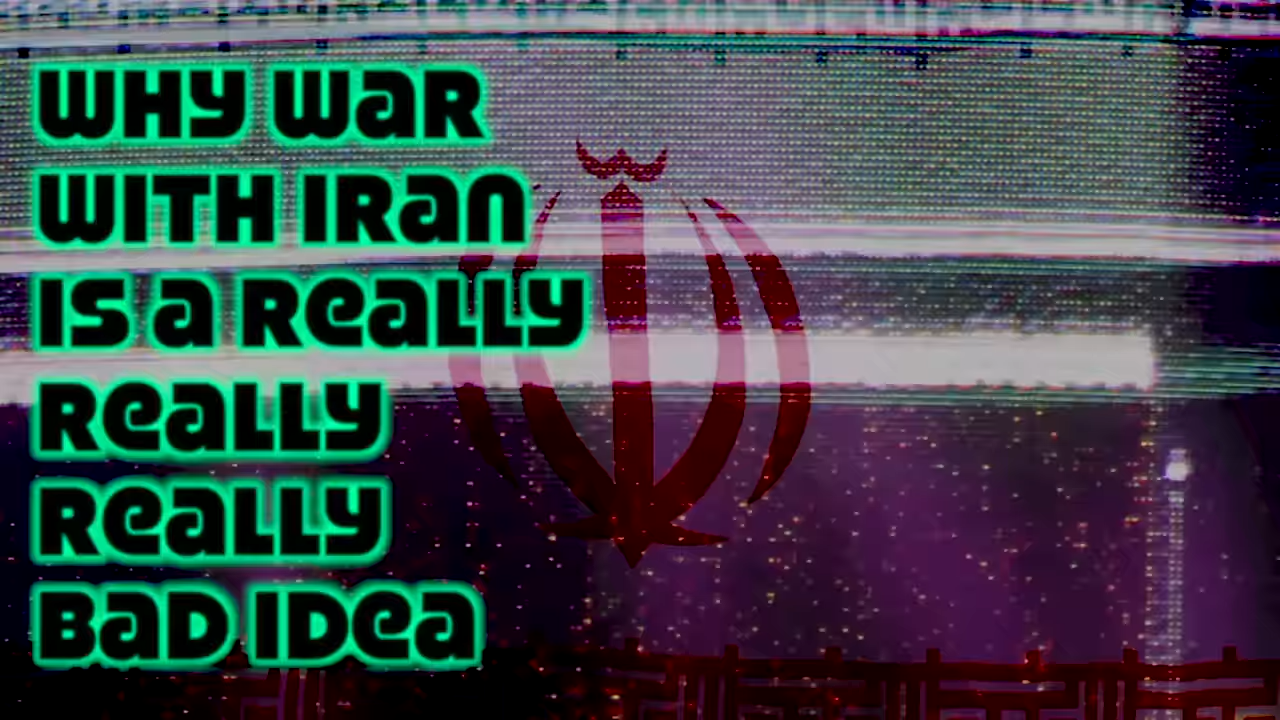 WHY WAR
WITH IRAN
IS A REALLY
REALLY
REALLY
BAD IDEA